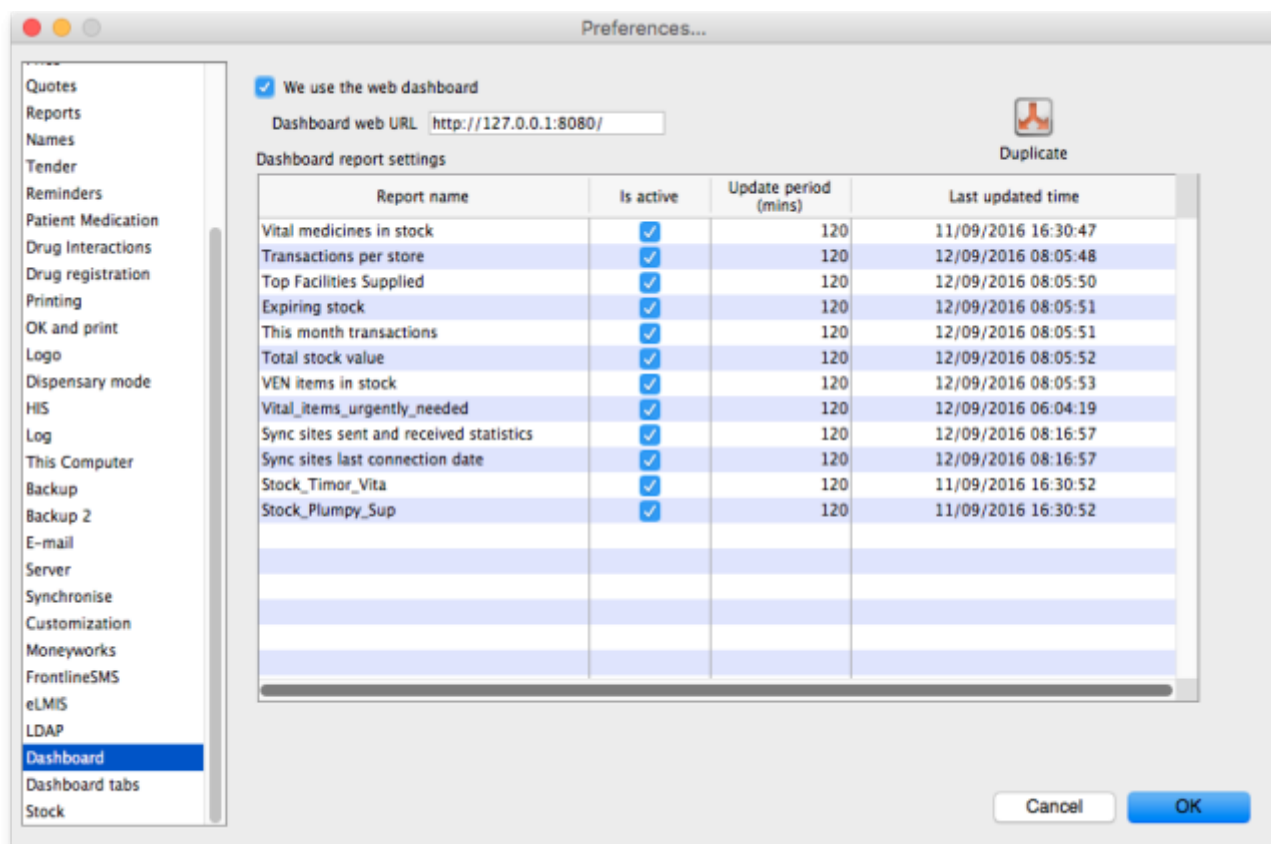 Preferences...
Quotes
Reports
Names
Tender
Reminders
Patient Medication
Drug Interactions
Drug registration
Printing
OK and print
Logo
Dispensary mode
HIS
Log
This Computer
Backup
Backup 2
E-mail
Server
Synchronise
Customization
Moneyworks
FrontlineSMS
eLMIS
LDAP
Dashboard
Dashboard tabs
Stock
We use the web dashboard
Dashboard web URL http://127.0.0.1:8080/
Duplicate
Dashboard report settings
Report name Is active Update period (mins) Last updated time
Vital medicines in stock 120 11/09/2016 16:30:47
Transactions per store 120 12/09/2016 08:05:48
Top Facilities Supplied 120 12/09/2016 08:05:50
Expiring stock 120 12/09/2016 08:05:51
This month transactions 120 12/09/2016 08:05:51
Total stock value 120 12/09/2016 08:05:52
VEN items in stock 120 12/09/2016 08:05:53
Vital_items_urgently_needed 120 12/09/2016 06:04:19
Sync sites sent and received statistics 120 12/09/2016 08:16:57
Sync sites last connection date 120 12/09/2016 08:16:57
Stock_Timor_Vita 120 11/09/2016 16:30:52
Stock_Plumpy_Sup 120 11/09/2016 16:30:52
Cancel OK